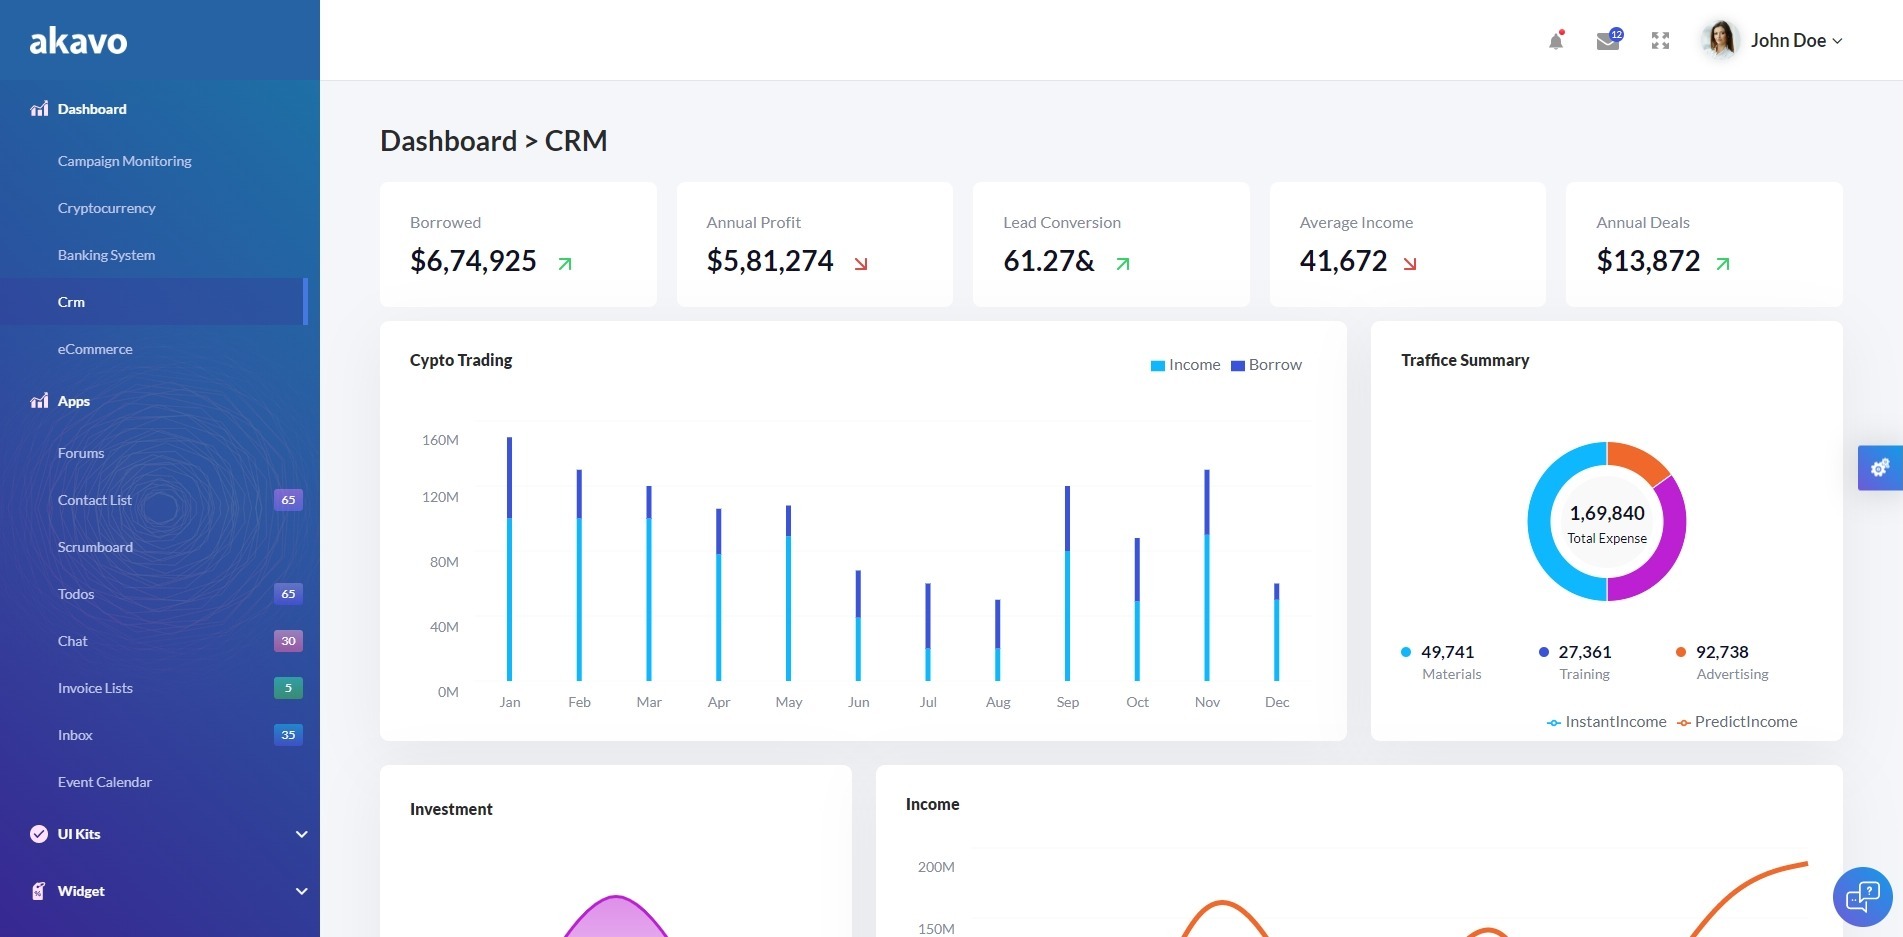 akavo
12
John Doe
Dashboard
Campaign Monitoring
Cryptocurrency
Banking System
Crm
eCommerce
Apps
Forums
Contact List 65
Scrumboard
Todos 65
Chat 30
Invoice Lists 5
Inbox 35
Event Calendar
UI Kits
Widget
Dashboard > CRM
Borrowed
$6,74,925
Annual Profit
$5,81,274
Lead Conversion
61.27&
Average Income
41,672
Annual Deals
$13,872
Cypto Trading
Income Borrow
160M
120M
80M
40M
0M
Jan Feb Mar Apr May Jun Jul Aug Sep Oct Nov Dec
Traffice Summary
1,69,840
Total Expense
49,741
Materials
27,361
Training
92,738
Advertising
InstantIncome PredictIncome
Investment
Income
200M
150M